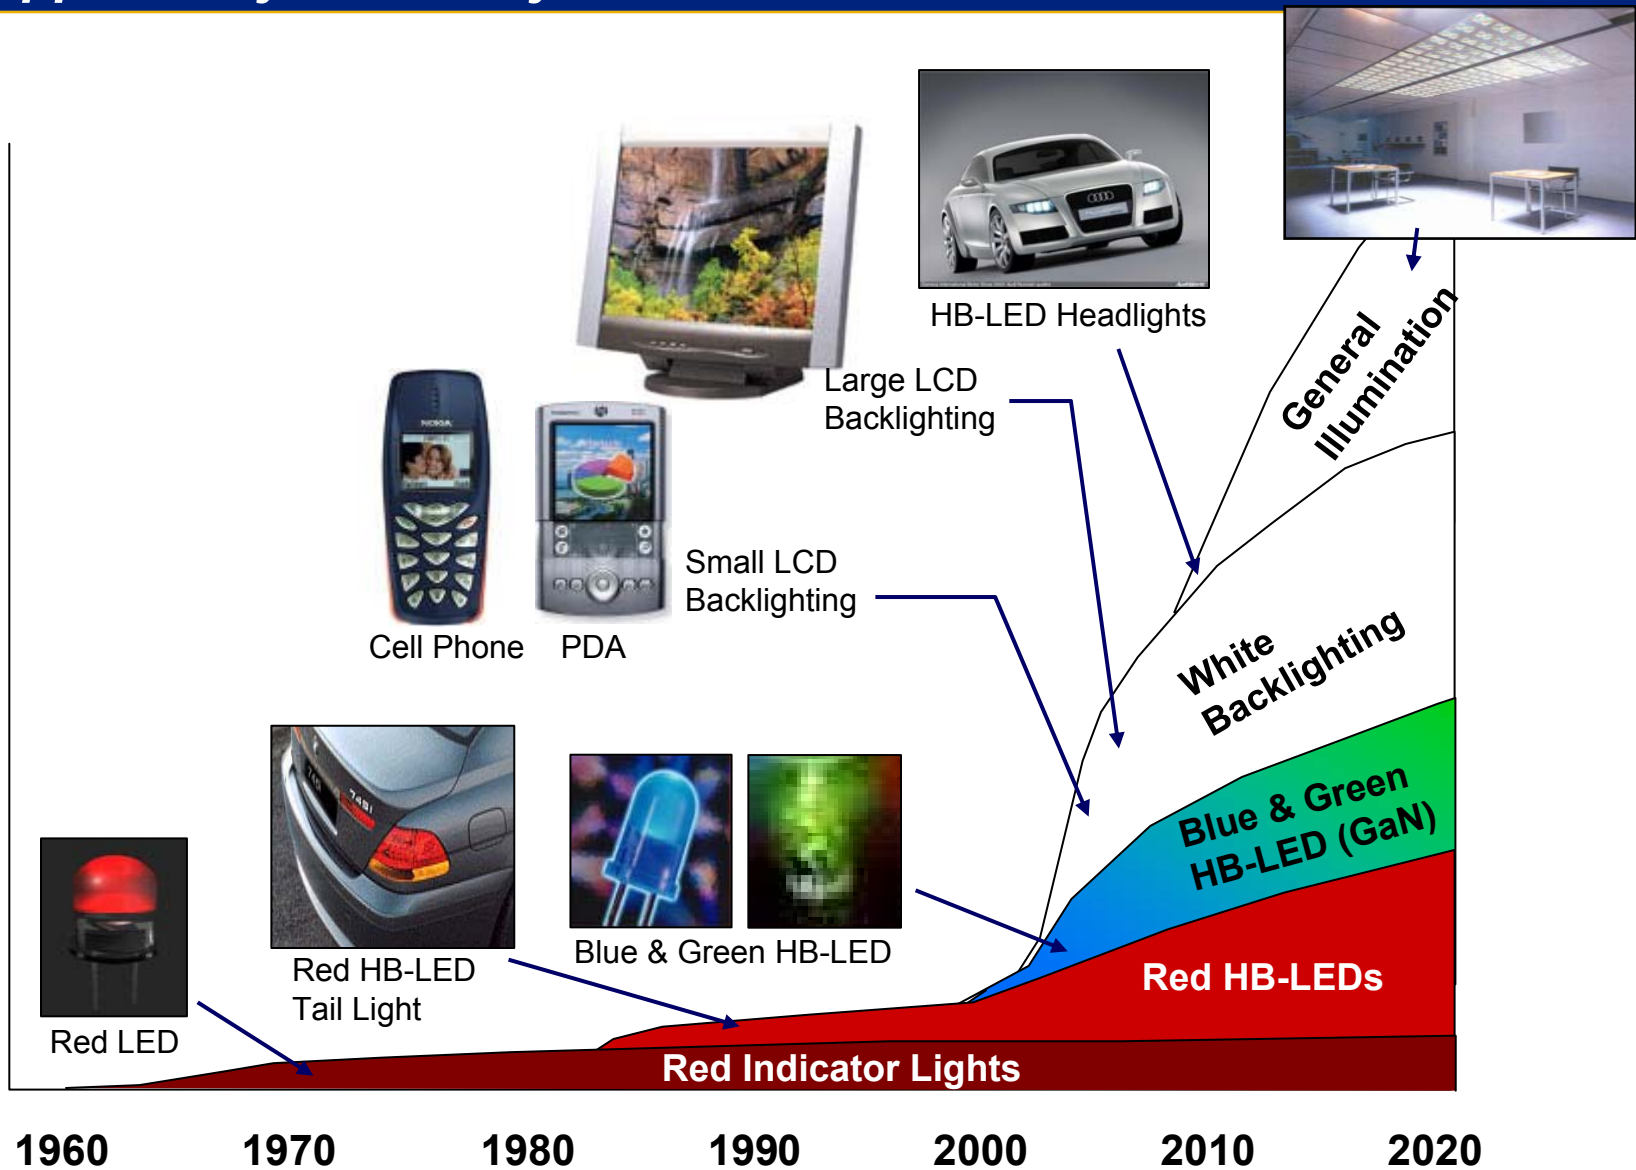 HB-LED Headlights
General
Illumination
Large LCD
Backlighting
NOKIA
Small LCD
Backlighting
Cell Phone
PDA
White
Backlighting
745i
Blue & Green
HB-LED (GaN)
Blue & Green HB-LED
Red HB-LED
Tail Light
Red HB-LEDs
Red LED
Red Indicator Lights
1960 1970 1980 1990 2000 2010 2020